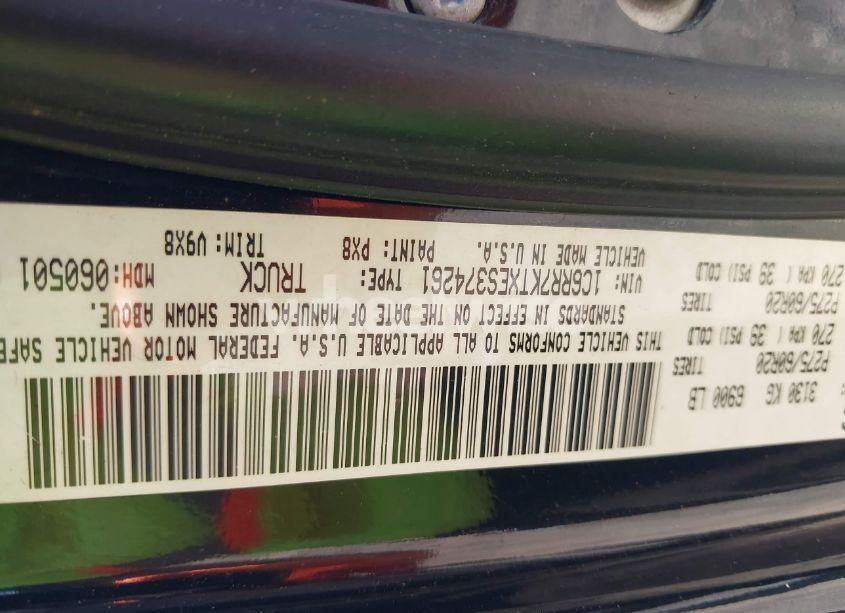 3130 KG 6900 LB
P275/60R20 TIRES
270 KPA ( 39 PSI) COLD
P275/60R20 TIRES
270 KPA ( 39 PSI) COLD
THIS VEHICLE CONFORMS TO ALL APPLICABLE U.S.A. FEDERAL MOTOR VEHICLE SAFE
STANDARDS IN EFFECT ON THE DATE OF MANUFACTURE SHOWN ABOVE.
VIN: 1C6RR7KTXES374261 TYPE: TRUCK MDH: 060501
VEHICLE MADE IN U.S.A. PAINT: PX8 TRIM: V9X8